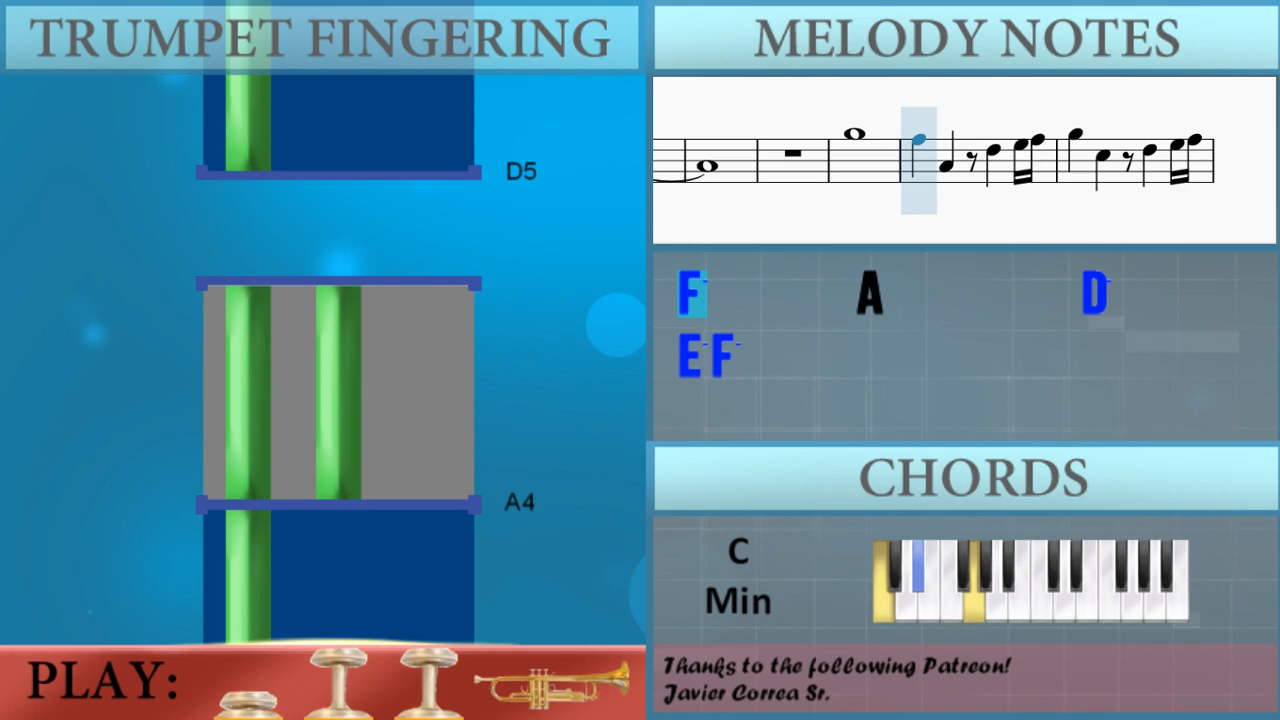 TRUMPET FINGERING
D5
A4
PLAY:
MELODY NOTES
F- A D-
E-F-
CHORDS
C
Min
Thanks to the following Patreon!
Javier Correa Sr.